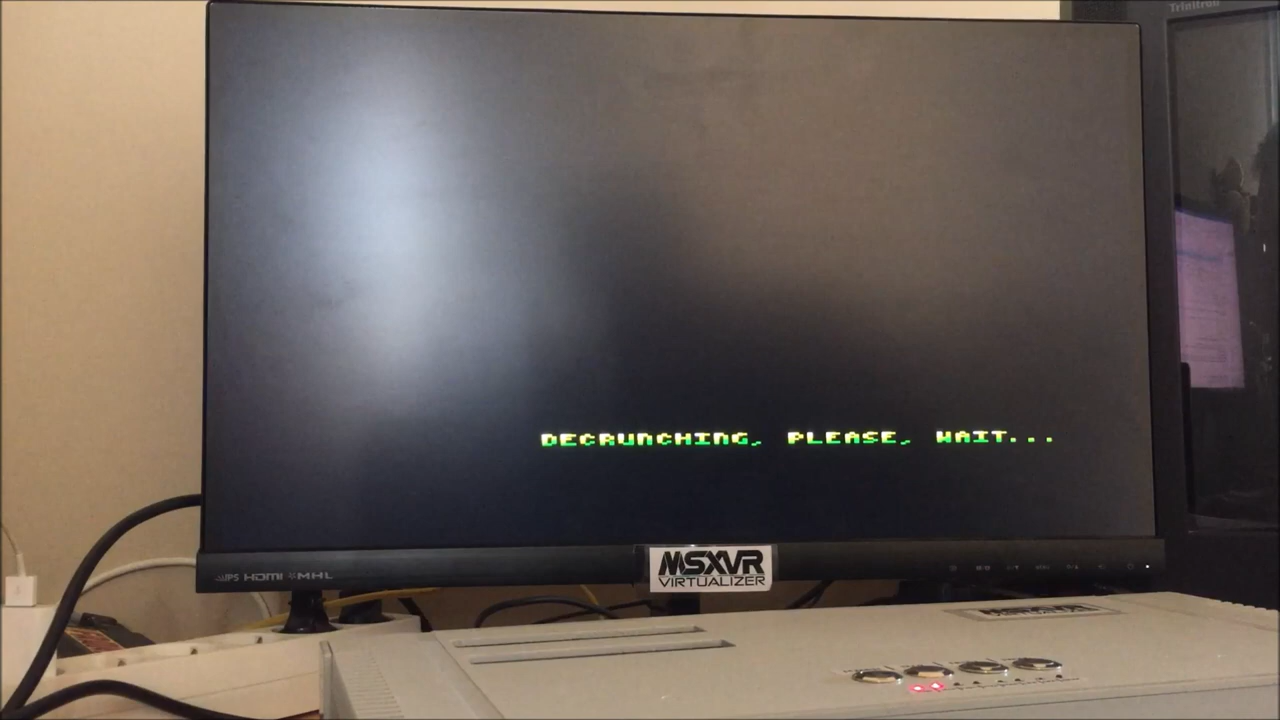 Trinitron
DECRUNCHING, PLEASE, WAIT...
IPS HDMI MHL
MSXVR
VIRTUALIZER